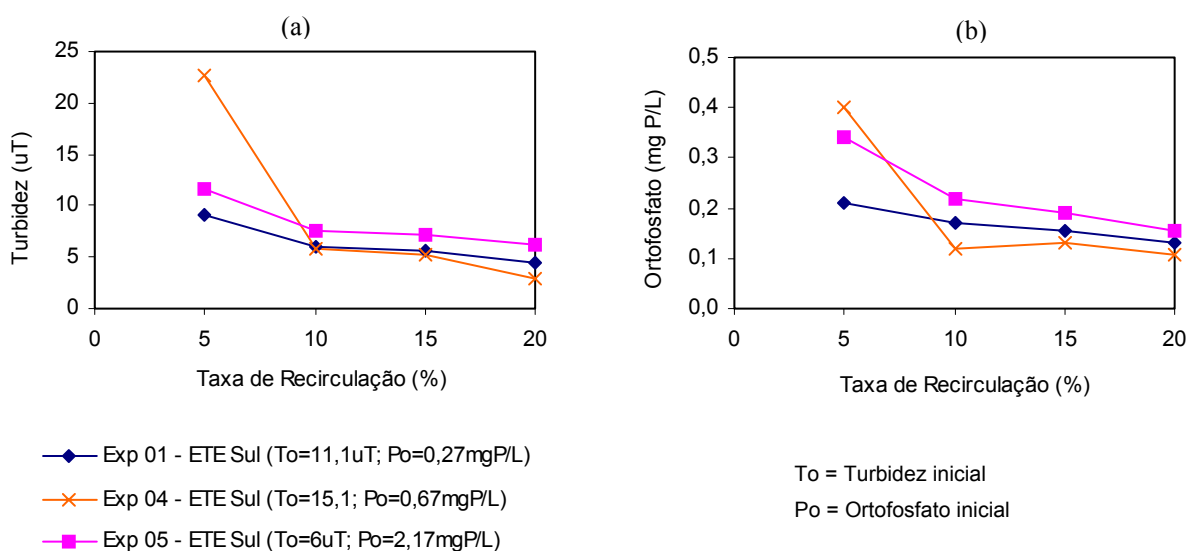 (a)
25
20
15
10
5
0
Turbidez (uT)
0 5 10 15 20
Taxa de Recirculação (%)
(b)
0,5
0,4
0,3
0,2
0,1
0,0
Ortofosfato (mg P/L)
0 5 10 15 20
Taxa de Recirculação (%)
Exp 01 - ETE Sul (To=11,1uT; Po=0,27mgP/L)
Exp 04 - ETE Sul (To=15,1; Po=0,67mgP/L)
Exp 05 - ETE Sul (To=6uT; Po=2,17mgP/L)
To = Turbidez inicial
Po = Ortofosfato inicial